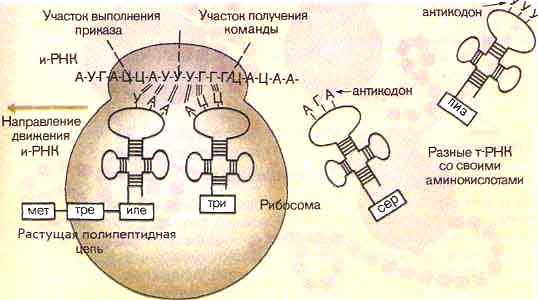 Участок выполнения приказа
Участок получения команды
антикодон
У У У
и-РНК
А-У-Г-А-Ц-Ц-А-У-У-У-Г-Г-Г/Ц-А-Ц-А-А-
У А А
А Ц Ц
А Г А
антикодон
лиз
Направление
движения
и-РНК
Разные т-РНК
со своими
аминокислотами
мет
тре
иле
три
Рибосома
сер
Растущая полипептидная
цепь